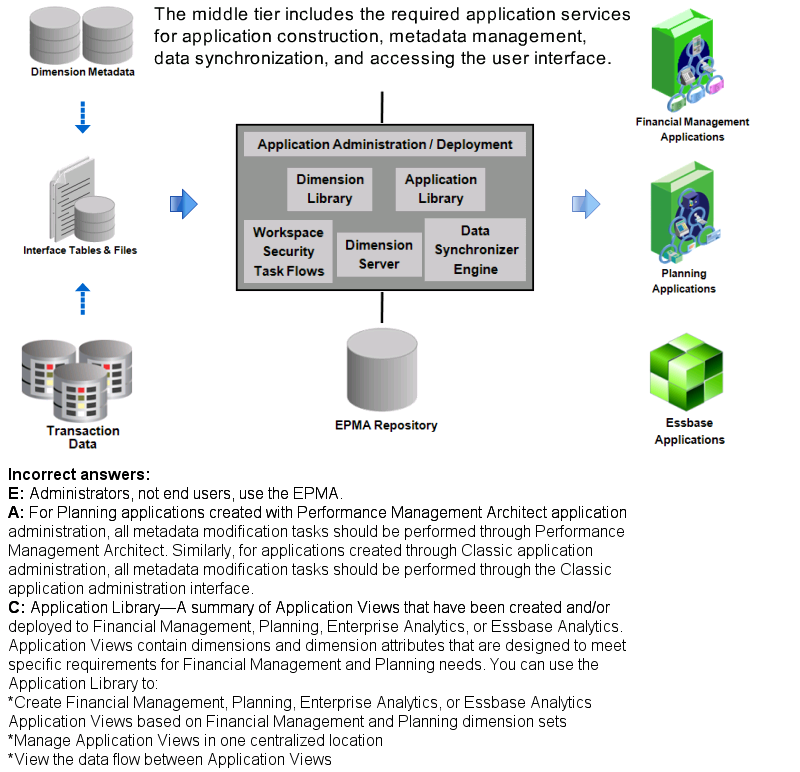 The middle tier includes the required application services
for application construction, metadata management,
data synchronization, and accessing the user interface.
Dimension Metadata
Interface Tables & Files
Transaction
Data
Application Administration / Deployment
Dimension
Library
Application
Library
Workspace
Security
Task Flows
Dimension
Server
Data
Synchronizer
Engine
EPMA Repository
Financial Management
Applications
Planning
Applications
Essbase
Applications
Incorrect answers:
E: Administrators, not end users, use the EPMA.
A: For Planning applications created with Performance Management Architect application
administration, all metadata modification tasks should be performed through Performance
Management Architect. Similarly, for applications created through Classic application
administration, all metadata modification tasks should be performed through the Classic
application administration interface.
C: Application Library—A summary of Application Views that have been created and/or
deployed to Financial Management, Planning, Enterprise Analytics, or Essbase Analytics.
Application Views contain dimensions and dimension attributes that are designed to meet
specific requirements for Financial Management and Planning needs. You can use the
Application Library to:
*Create Financial Management, Planning, Enterprise Analytics, or Essbase Analytics
Application Views based on Financial Management and Planning dimension sets
*Manage Application Views in one centralized location
*View the data flow between Application Views